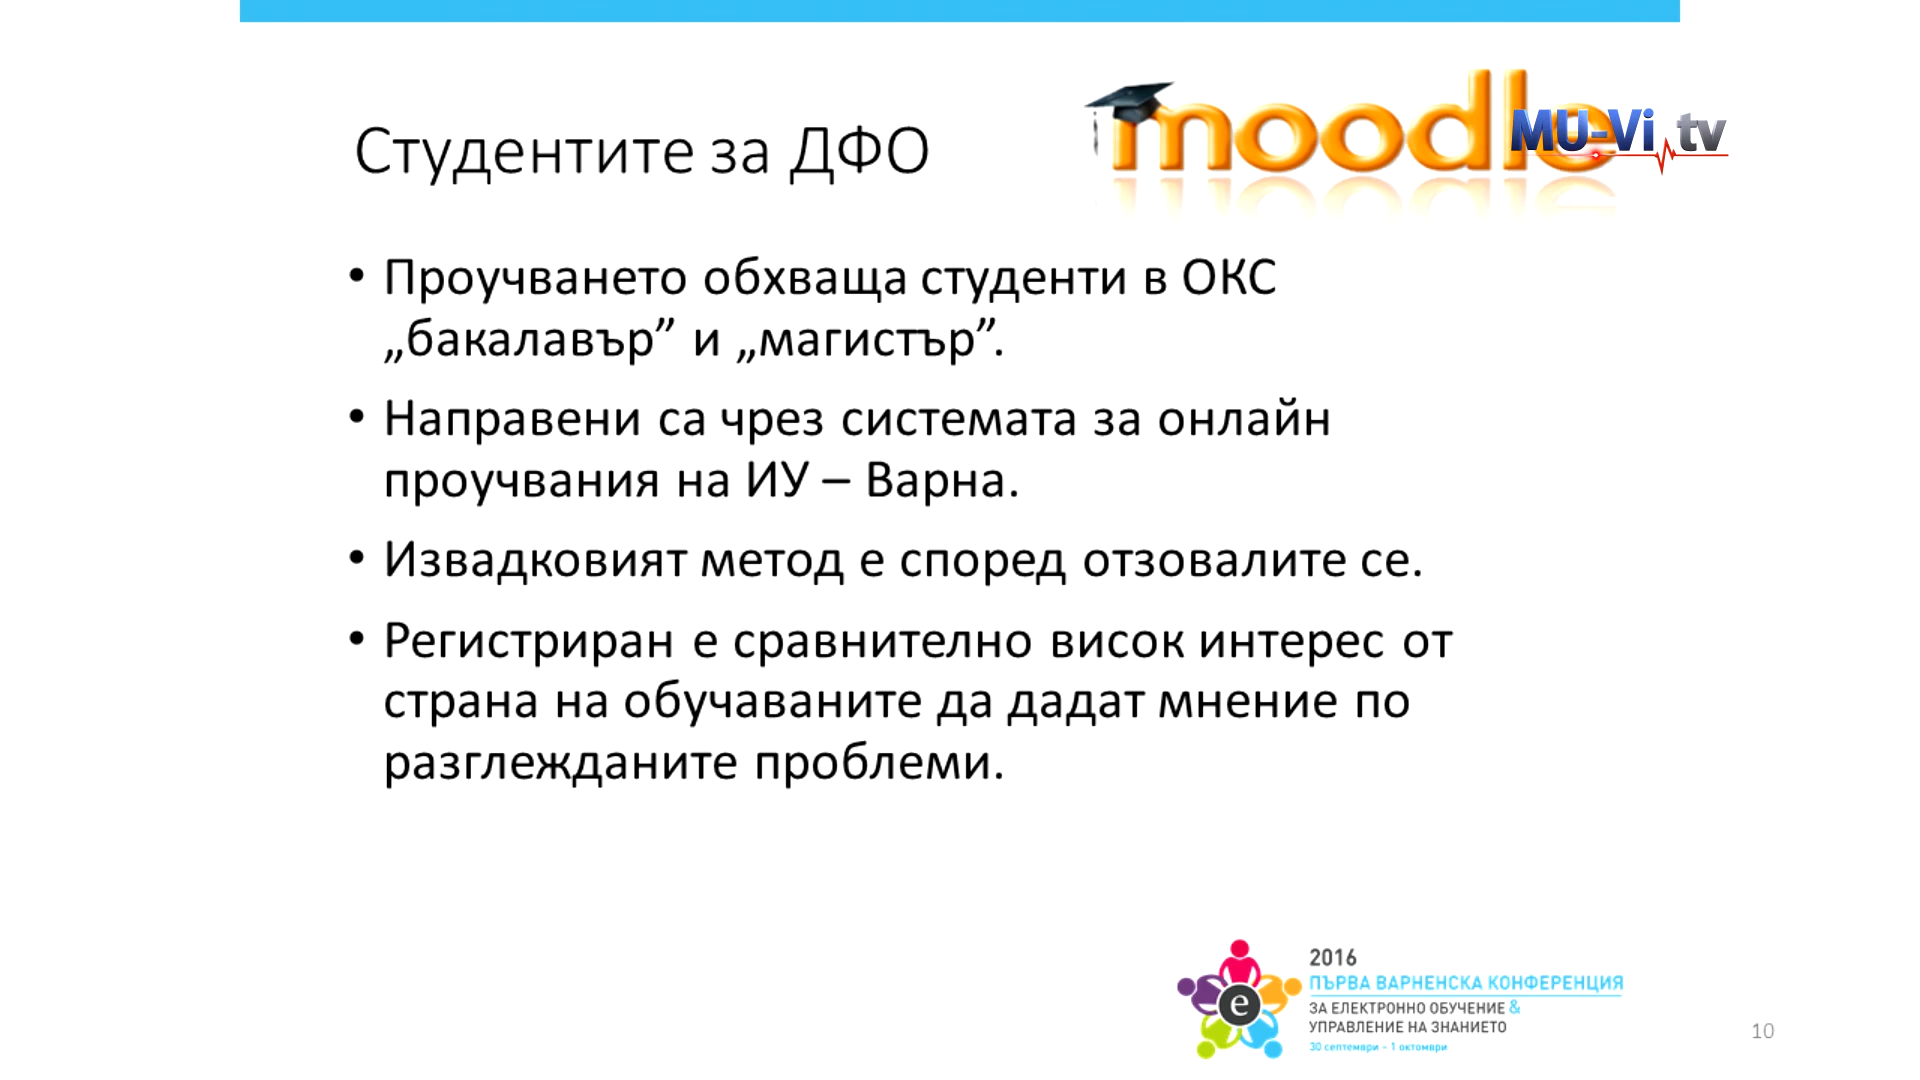 Студентите за ДФО
moodle
MU-Vi tv
• Проучването обхваща студенти в ОКС
„бакалавър” и „магистър”.
• Направени са чрез системата за онлайн
проучвания на ИУ – Варна.
• Извадковият метод е според отзовалите се.
• Регистриран е сравнително висок интерес от
страна на обучаваните да дадат мнение по
разглежданите проблеми.
e
2016
ПЪРВА ВАРНЕНСКА КОНФЕРЕНЦИЯ
ЗА ЕЛЕКТРОННО ОБУЧЕНИЕ &
УПРАВЛЕНИЕ НА ЗНАНИЕТО
30 септември – 1 октомври
10